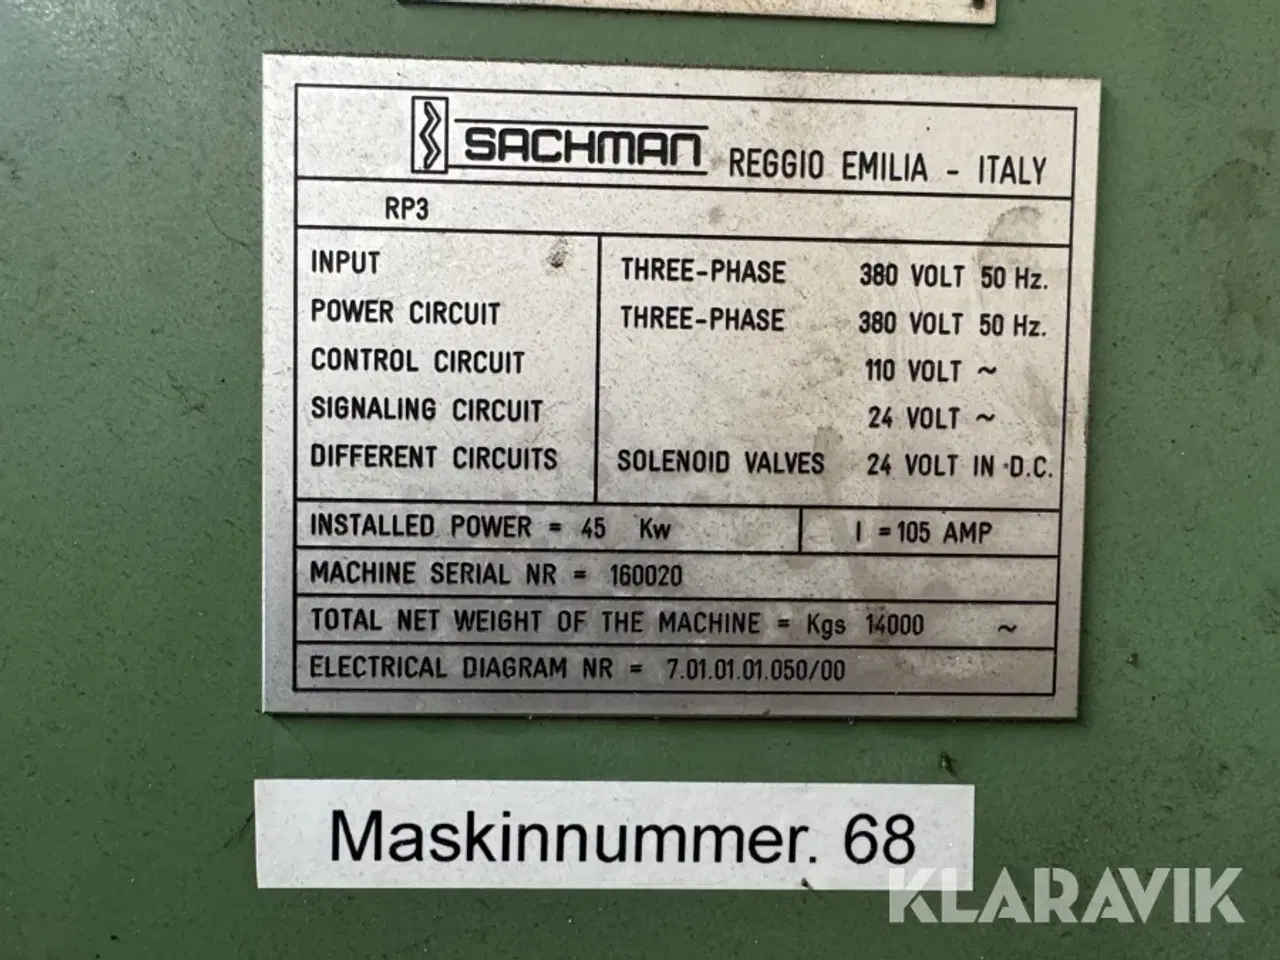 SACHMAN REGGIO EMILIA - ITALY
RP3
INPUT THREE-PHASE 380 VOLT 50 Hz.
POWER CIRCUIT THREE-PHASE 380 VOLT 50 Hz.
CONTROL CIRCUIT 110 VOLT ~
SIGNALING CIRCUIT 24 VOLT ~
DIFFERENT CIRCUITS SOLENOID VALVES 24 VOLT IN D.C.
INSTALLED POWER = 45 Kw I = 105 AMP
MACHINE SERIAL NR = 160020
TOTAL NET WEIGHT OF THE MACHINE = Kgs 14000 ~
ELECTRICAL DIAGRAM NR = 7.01.01.01.050/00
Maskinnummer. 68
KLARAVIK